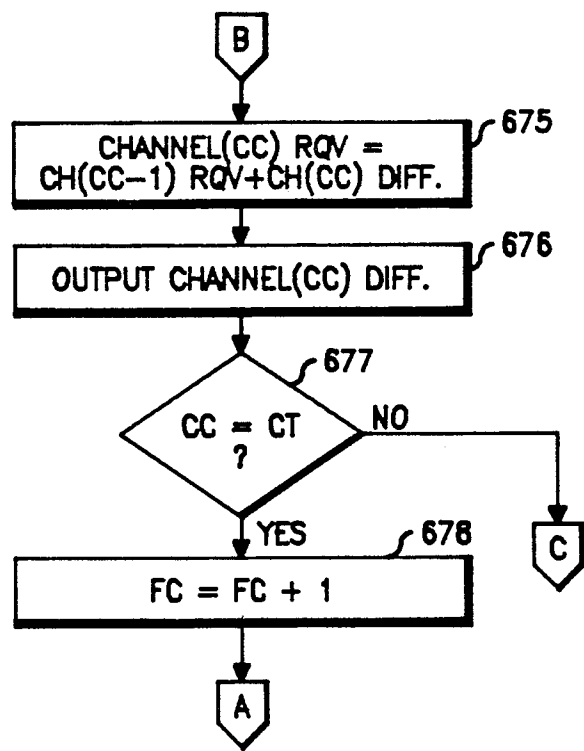 B
675
CHANNEL(CC) RQV =
CH(CC-1) RQV+CH(CC) DIFF.
676
OUTPUT CHANNEL(CC) DIFF.
677
CC = CT
?
NO
YES
C
678
FC = FC + 1
A